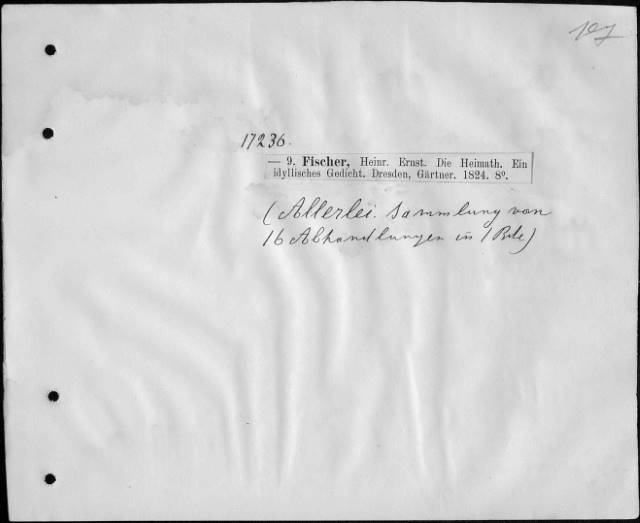 107
17236.
— 9. Fischer, Heinr. Ernst. Die Heimath. Ein
idyllisches Gedicht. Dresden, Gärtner. 1824. 8⁰.
(Allerlei. Sammlung von
16 Abhandlungen in 1 Bde)